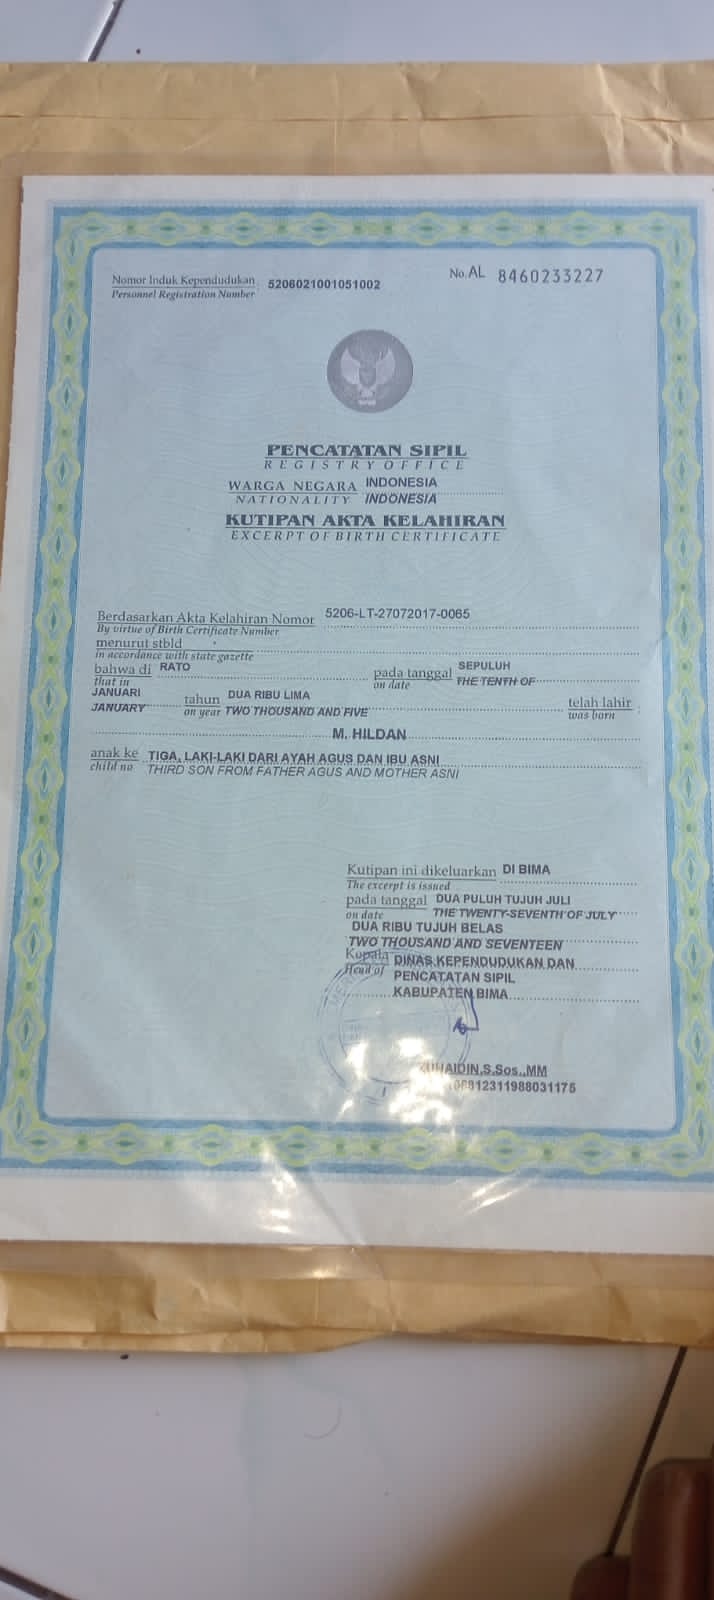 Nomor Induk Kependudukan : 5206021001051002
Personnel Registration Number
No. AL 8460233227
PENCATATAN SIPIL
REGISTRY OFFICE
WARGA NEGARA INDONESIA
NATIONALITY INDONESIA
KUTIPAN AKTA KELAHIRAN
EXCERPT OF BIRTH CERTIFICATE
Berdasarkan Akta Kelahiran Nomor 5206-LT-27072017-0065
By virtue of Birth Certificate Number
menurut stbld
in accordance with state gazette
bahwa di RATO pada tanggal SEPULUH
that in on date THE TENTH OF
JANUARI tahun DUA RIBU LIMA telah lahir :
JANUARY on year TWO THOUSAND AND FIVE was born
M. HILDAN
anak ke TIGA, LAKI-LAKI DARI AYAH AGUS DAN IBU ASNI
child no THIRD SON FROM FATHER AGUS AND MOTHER ASNI
Kutipan ini dikeluarkan DI BIMA
The excerpt is issued
pada tanggal DUA PULUH TUJUH JULI
on date THE TWENTY-SEVENTH OF JULY
DUA RIBU TUJUH BELAS
TWO THOUSAND AND SEVENTEEN
Kepala DINAS KEPENDUDUKAN DAN
Head of PENCATATAN SIPIL
KABUPATEN BIMA
S.Sos.,MM